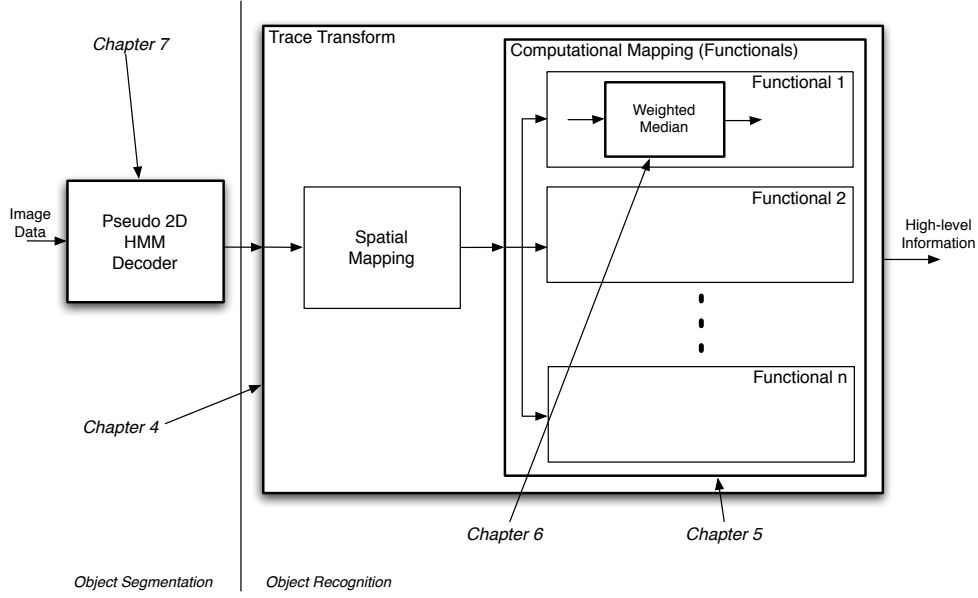 Chapter 7
Trace Transform
Computational Mapping (Functionals)
Functional 1
Weighted
Median
Functional 2
Image
Data
Pseudo 2D
HMM
Decoder
Spatial
Mapping
High-level
Information
Functional n
Chapter 4
Chapter 6
Chapter 5
Object Segmentation
Object Recognition